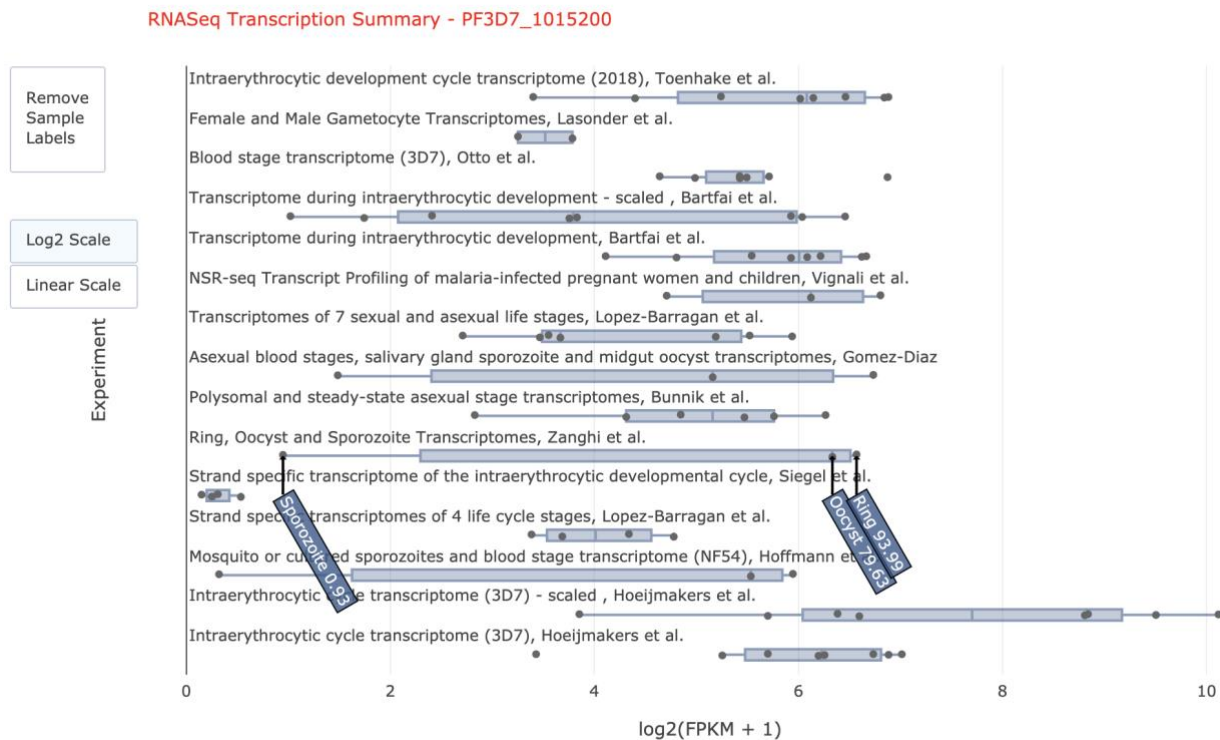 RNASeq Transcription Summary - PF3D7_1015200
Remove
Sample
Labels
Log2 Scale
Linear Scale
Experiment
Intraerythrocytic development cycle transcriptome (2018), Toenhake et al.
Female and Male Gametocyte Transcriptomes, Lasonder et al.
Blood stage transcriptome (3D7), Otto et al.
Transcriptome during intraerythrocytic development - scaled , Bartfai et al.
Transcriptome during intraerythrocytic development, Bartfai et al.
NSR-seq Transcript Profiling of malaria-infected pregnant women and children, Vignali et al.
Transcriptomes of 7 sexual and asexual life stages, Lopez-Barragan et al.
Asexual blood stages, salivary gland sporozoite and midgut oocyst transcriptomes, Gomez-Diaz
Polysomal and steady-state asexual stage transcriptomes, Bunnik et al.
Ring, Oocyst and Sporozoite Transcriptomes, Zanghi et al.
Strand specific transcriptome of the intraerythrocytic developmental cycle, Siegel et al.
Strand transcriptomes of 4 life cycle stages, Lopez-Barragan et al.
Mosquito or sporozoites and blood stage transcriptome (NF54), Hoffmann
Intraerythrocytic transcriptome (3D7) - scaled , Hoeijmakers et al.
Intraerythrocytic cycle transcriptome (3D7), Hoeijmakers et al.
Sporozoite 0.93
Oocyst 79.63
Ring 93.99
0 2 4 6 8 10
log2(FPKM + 1)